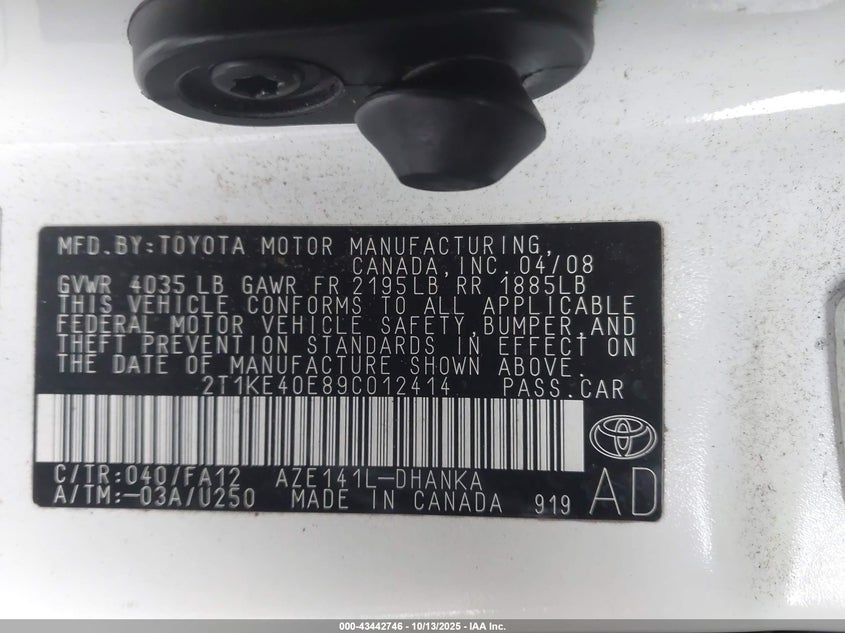 MFD.BY:TOYOTA MOTOR MANUFACTURING,
CANADA,INC. 04/08
GVWR 4035 LB GAWR FR 2195LB RR 1885LB
THIS VEHICLE CONFORMS TO ALL APPLICABLE
FEDERAL MOTOR VEHICLE SAFETY,BUMPER,AND
THEFT PREVENTION STANDARDS IN EFFECT ON
THE DATE OF MANUFACTURE SHOWN ABOVE.
2T1KE40E89C012414 PASS.CAR
C/TR:040/FA12 AZE141L-DHANKA
A/TM:-03A/U250 MADE IN CANADA 919 AD
000-43442746 - 10/13/2025 - IAA Inc.